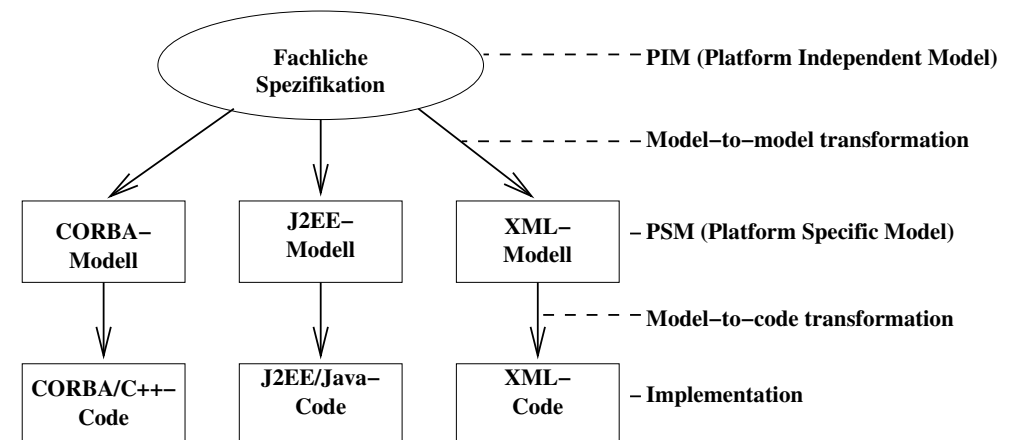 Fachliche
Spezifikation
PIM (Platform Independent Model)
Model-to-model transformation
CORBA-
Modell
J2EE-
Modell
XML-
Modell
PSM (Platform Specific Model)
Model-to-code transformation
CORBA/C++-
Code
J2EE/Java-
Code
XML-
Code
Implementation